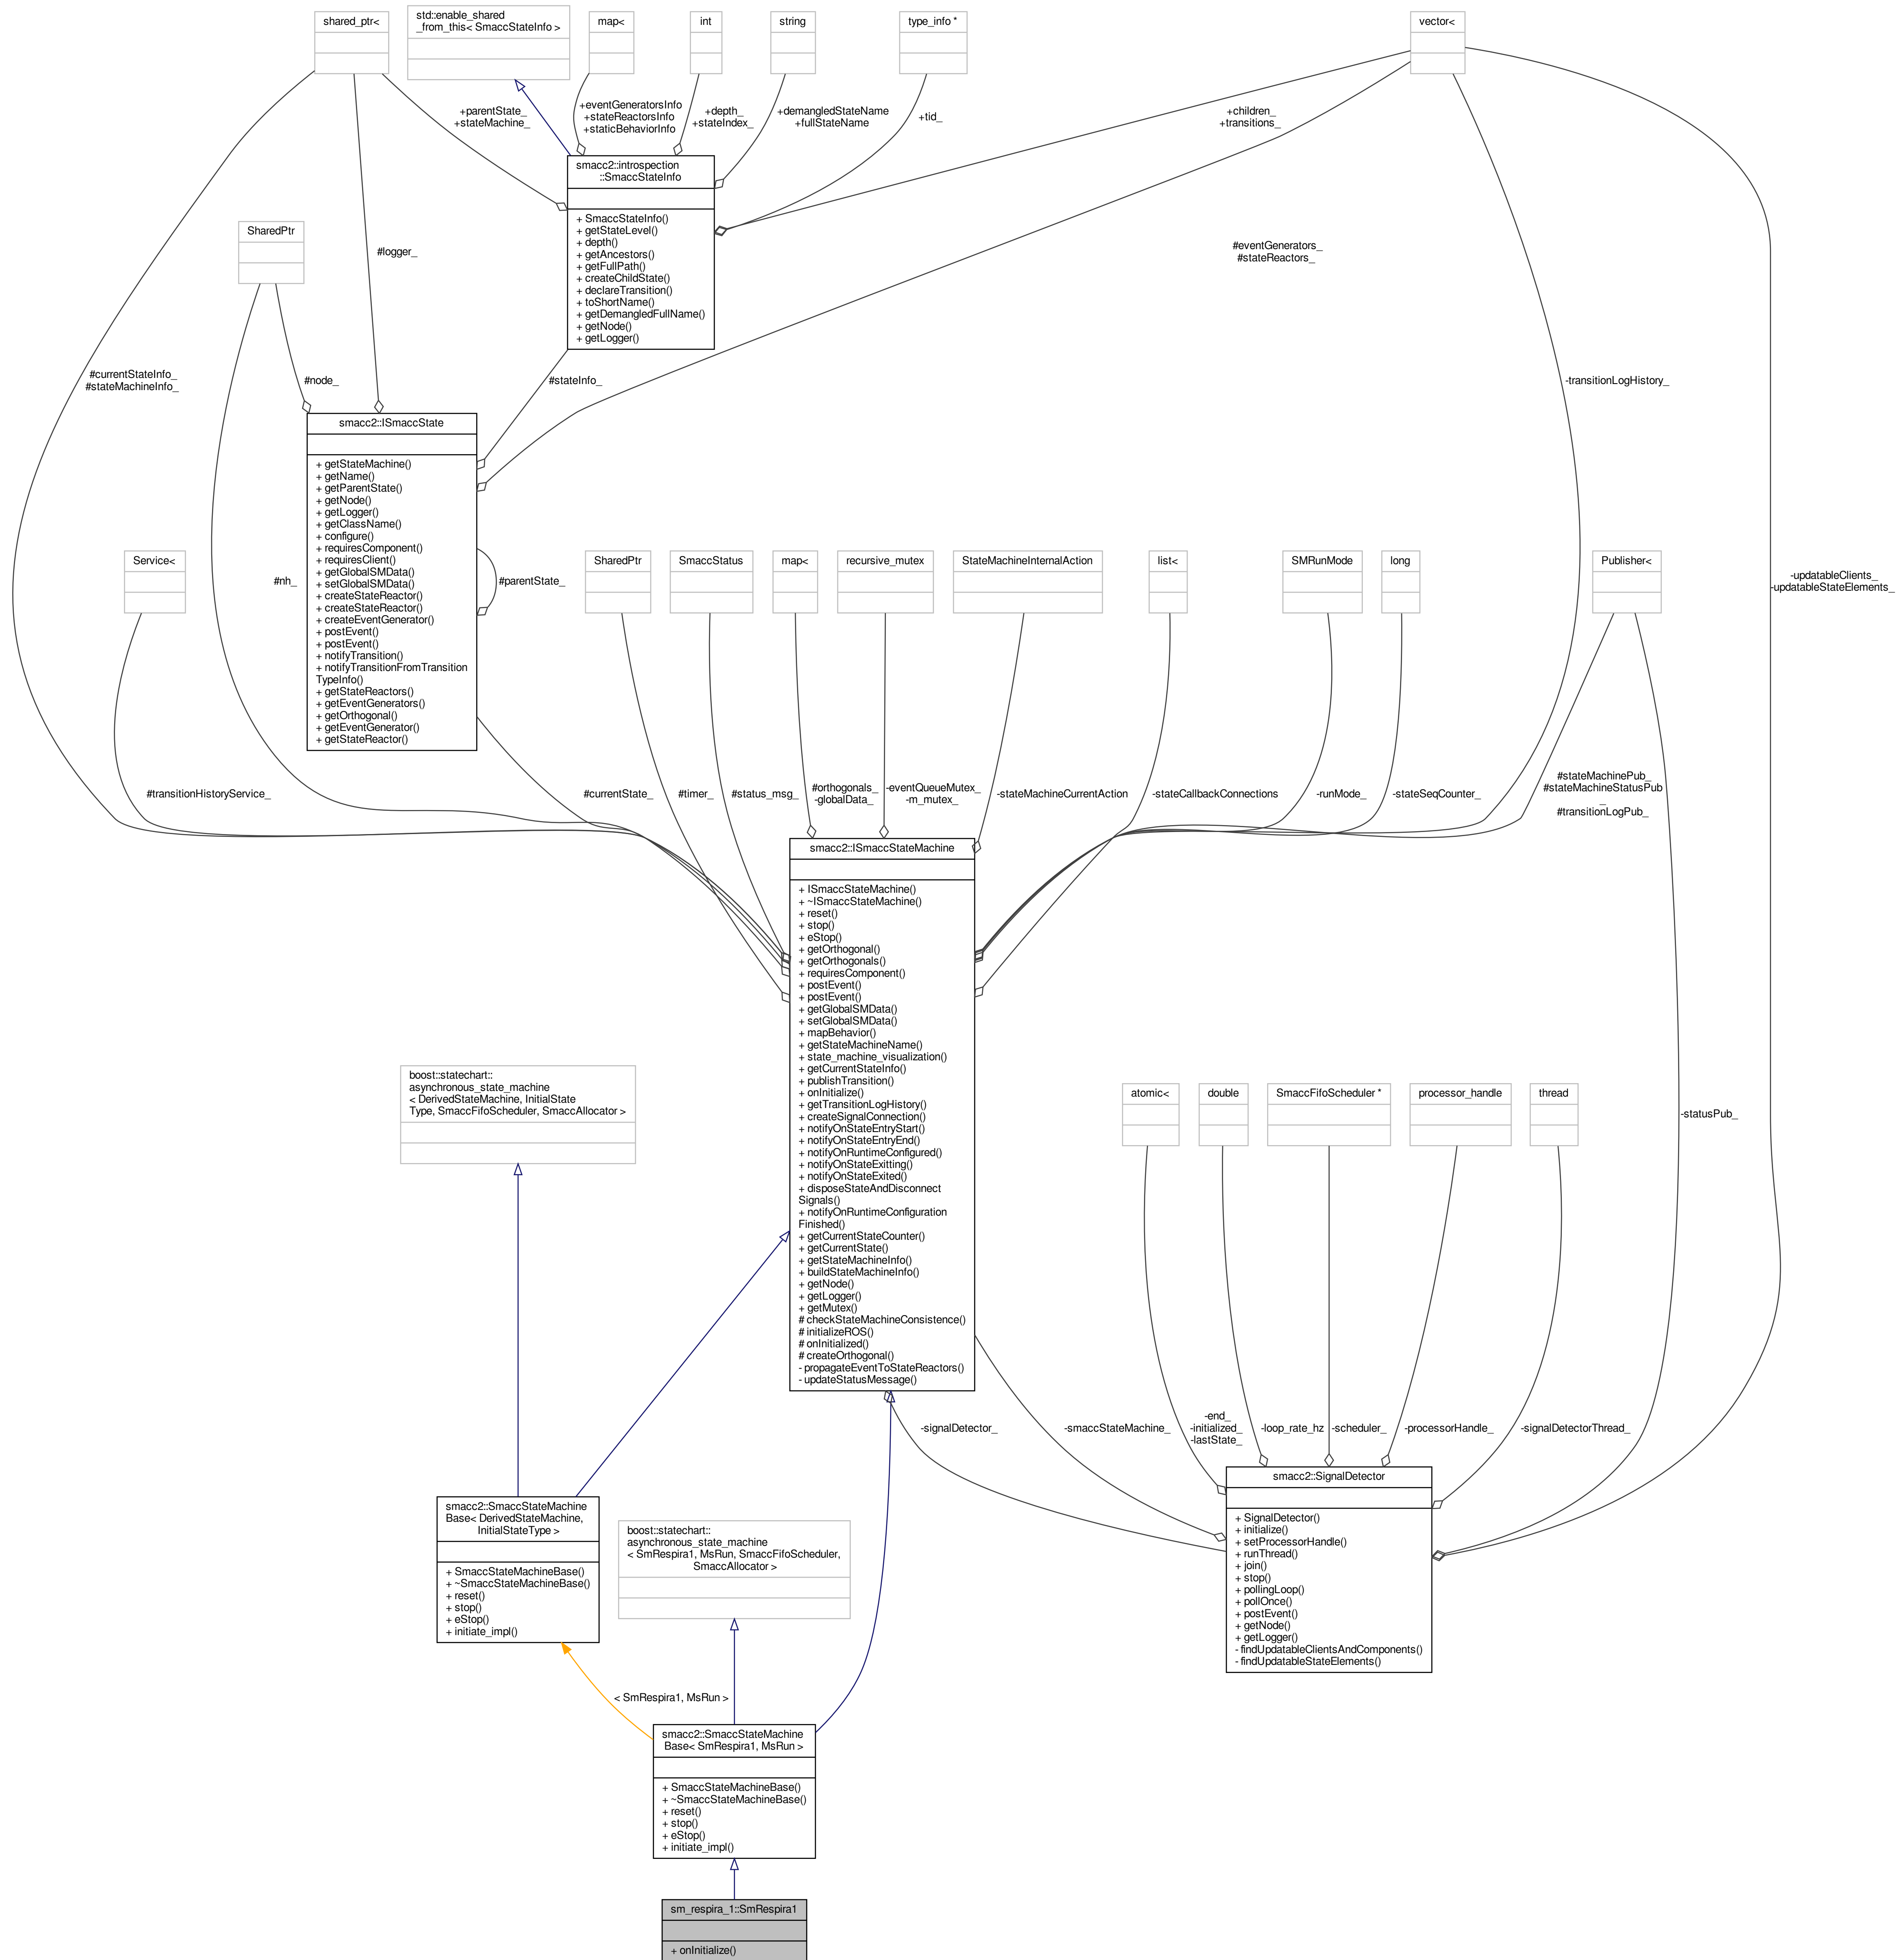 shared_ptr<
std::enable_shared
_from_this< SmaccStateInfo >
map<
int
string
type_info *
vector<
+parentState_
+stateMachine_
+eventGeneratorsInfo
+stateReactorsInfo
+staticBehaviorInfo
+depth_
+stateIndex_
+demangledStateName
+fullStateName
+tid_
+children_
+transitions_
smacc2::introspection
::SmaccStateInfo
+ SmaccStateInfo()
+ getStateLevel()
+ depth()
+ getAncestors()
+ getFullPath()
+ createChildState()
+ declareTransition()
+ toShortName()
+ getDemangledFullName()
+ getNode()
+ getLogger()
SharedPtr
#logger_
#eventGenerators_
#stateReactors_
#currentStateInfo_
#stateMachineInfo_
#node_
#stateInfo_
-transitionLogHistory_
smacc2::ISmaccState
+ getStateMachine()
+ getName()
+ getParentState()
+ getNode()
+ getLogger()
+ getClassName()
+ configure()
+ requiresComponent()
+ requiresClient()
+ getGlobalSMData()
+ setGlobalSMData()
+ createStateReactor()
+ createStateReactor()
+ createEventGenerator()
+ postEvent()
+ postEvent()
+ notifyTransition()
+ notifyTransitionFromTransition
TypeInfo()
+ getStateReactors()
+ getEventGenerators()
+ getOrthogonal()
+ getEventGenerator()
+ getStateReactor()
Service<
#nh_
#parentState_
SharedPtr
SmaccStatus
map<
recursive_mutex
StateMachineInternalAction
list<
SMRunMode
long
Publisher<
-updatableClients_
-updatableStateElements_
#transitionHistoryService_
#currentState_
#timer_
#status_msg_
#orthogonals_
-globalData_
-eventQueueMutex_
-m_mutex_
-stateMachineCurrentAction
-stateCallbackConnections
-runMode_
-stateSeqCounter_
#stateMachinePub_
#stateMachineStatusPub
_
#transitionLogPub_
smacc2::ISmaccStateMachine
+ ISmaccStateMachine()
+ ~ISmaccStateMachine()
+ reset()
+ stop()
+ eStop()
+ getOrthogonal()
+ getOrthogonals()
+ requiresComponent()
+ postEvent()
+ postEvent()
+ getGlobalSMData()
+ setGlobalSMData()
+ mapBehavior()
+ getStateMachineName()
+ state_machine_visualization()
+ getCurrentStateInfo()
+ publishTransition()
+ onInitialize()
+ getTransitionLogHistory()
+ createSignalConnection()
+ notifyOnStateEntryStart()
+ notifyOnStateEntryEnd()
+ notifyOnRuntimeConfigured()
+ notifyOnStateExitting()
+ notifyOnStateExited()
+ disposeStateAndDisconnect
Signals()
+ notifyOnRuntimeConfiguration
Finished()
+ getCurrentStateCounter()
+ getCurrentState()
+ getStateMachineInfo()
+ buildStateMachineInfo()
+ getNode()
+ getLogger()
+ getMutex()
# checkStateMachineConsistence()
# initializeROS()
# onInitialized()
# createOrthogonal()
- propagateEventToStateReactors()
- updateStatusMessage()
boost::statechart::
asynchronous_state_machine
< DerivedStateMachine, InitialState
Type, SmaccFifoScheduler, SmaccAllocator >
atomic<
double
SmaccFifoScheduler *
processor_handle
thread
-statusPub_
-signalDetector_
-smaccStateMachine_
-end_
-initialized_
-lastState_
-loop_rate_hz
-scheduler_
-processorHandle_
-signalDetectorThread_
smacc2::SignalDetector
+ SignalDetector()
+ initialize()
+ setProcessorHandle()
+ runThread()
+ join()
+ stop()
+ pollingLoop()
+ pollOnce()
+ postEvent()
+ getNode()
+ getLogger()
- findUpdatableClientsAndComponents()
- findUpdatableStateElements()
smacc2::SmaccStateMachine
Base< DerivedStateMachine,
InitialStateType >
+ SmaccStateMachineBase()
+ ~SmaccStateMachineBase()
+ reset()
+ stop()
+ eStop()
+ initiate_impl()
boost::statechart::
asynchronous_state_machine
< SmRespira1, MsRun, SmaccFifoScheduler,
SmaccAllocator >
< SmRespira1, MsRun >
smacc2::SmaccStateMachine
Base< SmRespira1, MsRun >
+ SmaccStateMachineBase()
+ ~SmaccStateMachineBase()
+ reset()
+ stop()
+ eStop()
+ initiate_impl()
sm_respira_1::SmRespira1
+ onInitialize()